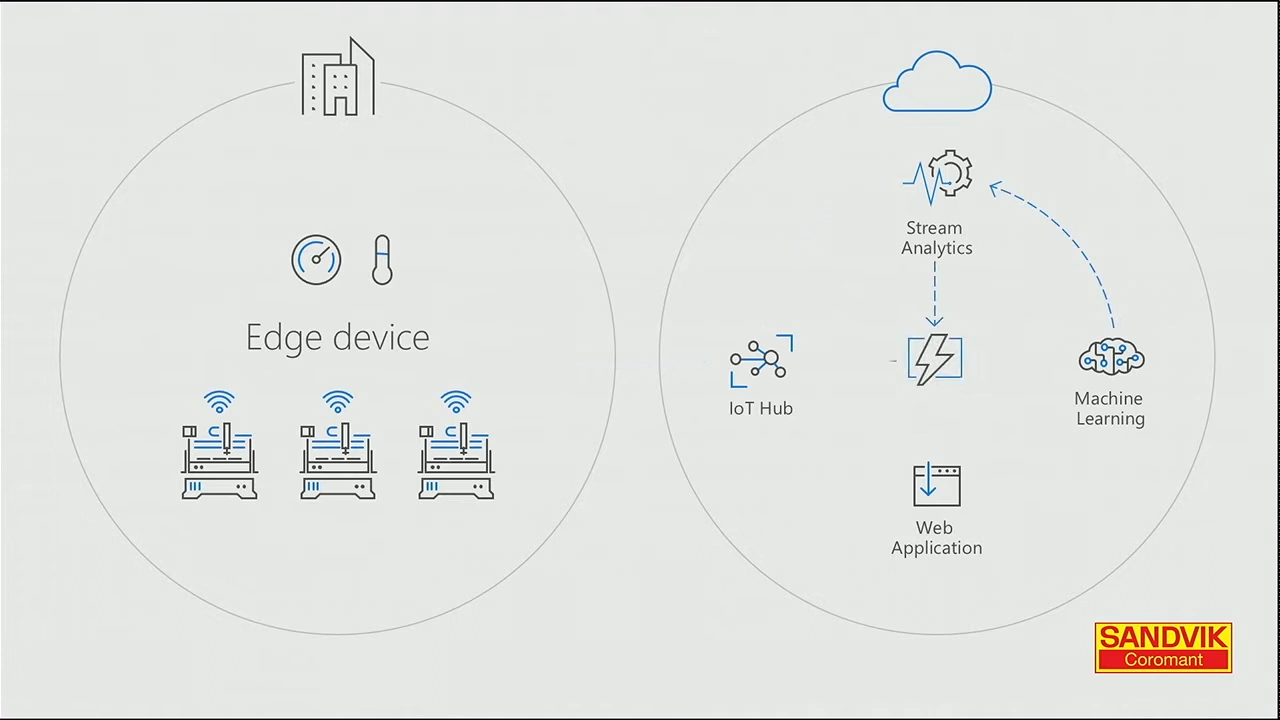 Edge device
Stream
Analytics
IoT Hub
Machine
Learning
Web
Application
SANDVIK
Coromant